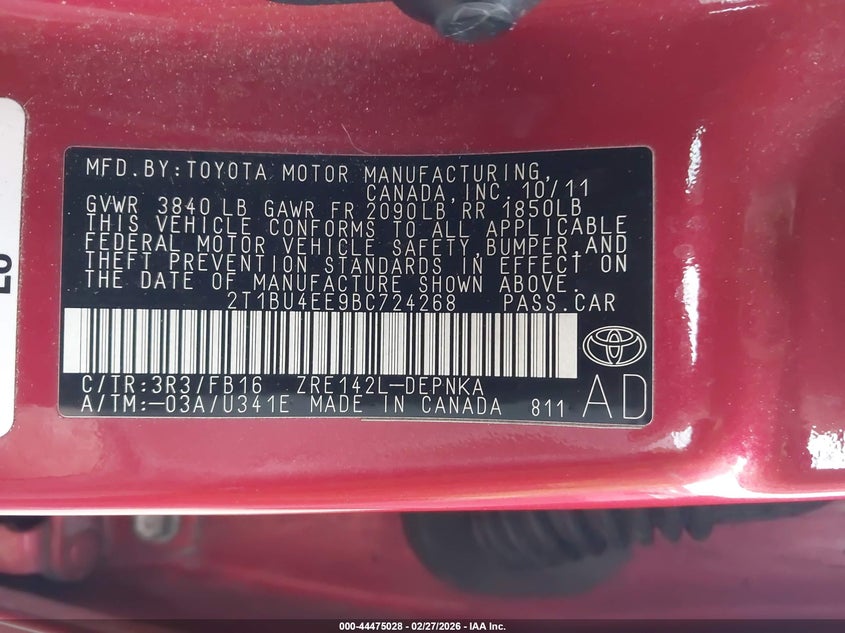 MFD.BY:TOYOTA MOTOR MANUFACTURING,
CANADA,INC. 10/11
GVWR 3840 LB GAWR FR 2090LB RR 1850LB
THIS VEHICLE CONFORMS TO ALL APPLICABLE
FEDERAL MOTOR VEHICLE SAFETY,BUMPER,AND
THEFT PREVENTION STANDARDS IN EFFECT ON
THE DATE OF MANUFACTURE SHOWN ABOVE.
2T1BU4EE9BC724268 PASS.CAR
C/TR:3R3/FB16 ZRE142L-DEPNKA
A/TM:-03A/U341E MADE IN CANADA 811
AD
000-44475028 - 02/27/2026 - IAA Inc.